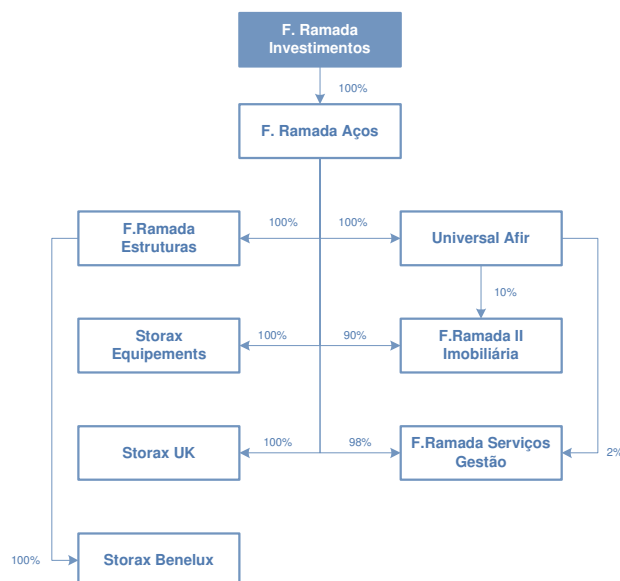 F. Ramada
Investimentos
100%
F. Ramada Aços
F.Ramada
Estruturas
100%
100%
Universal Afir
10%
Storax
Equipements
100%
90%
F.Ramada II
Imobiliária
Storax UK
100%
98%
F.Ramada Serviços
Gestão
2%
100%
Storax Benelux